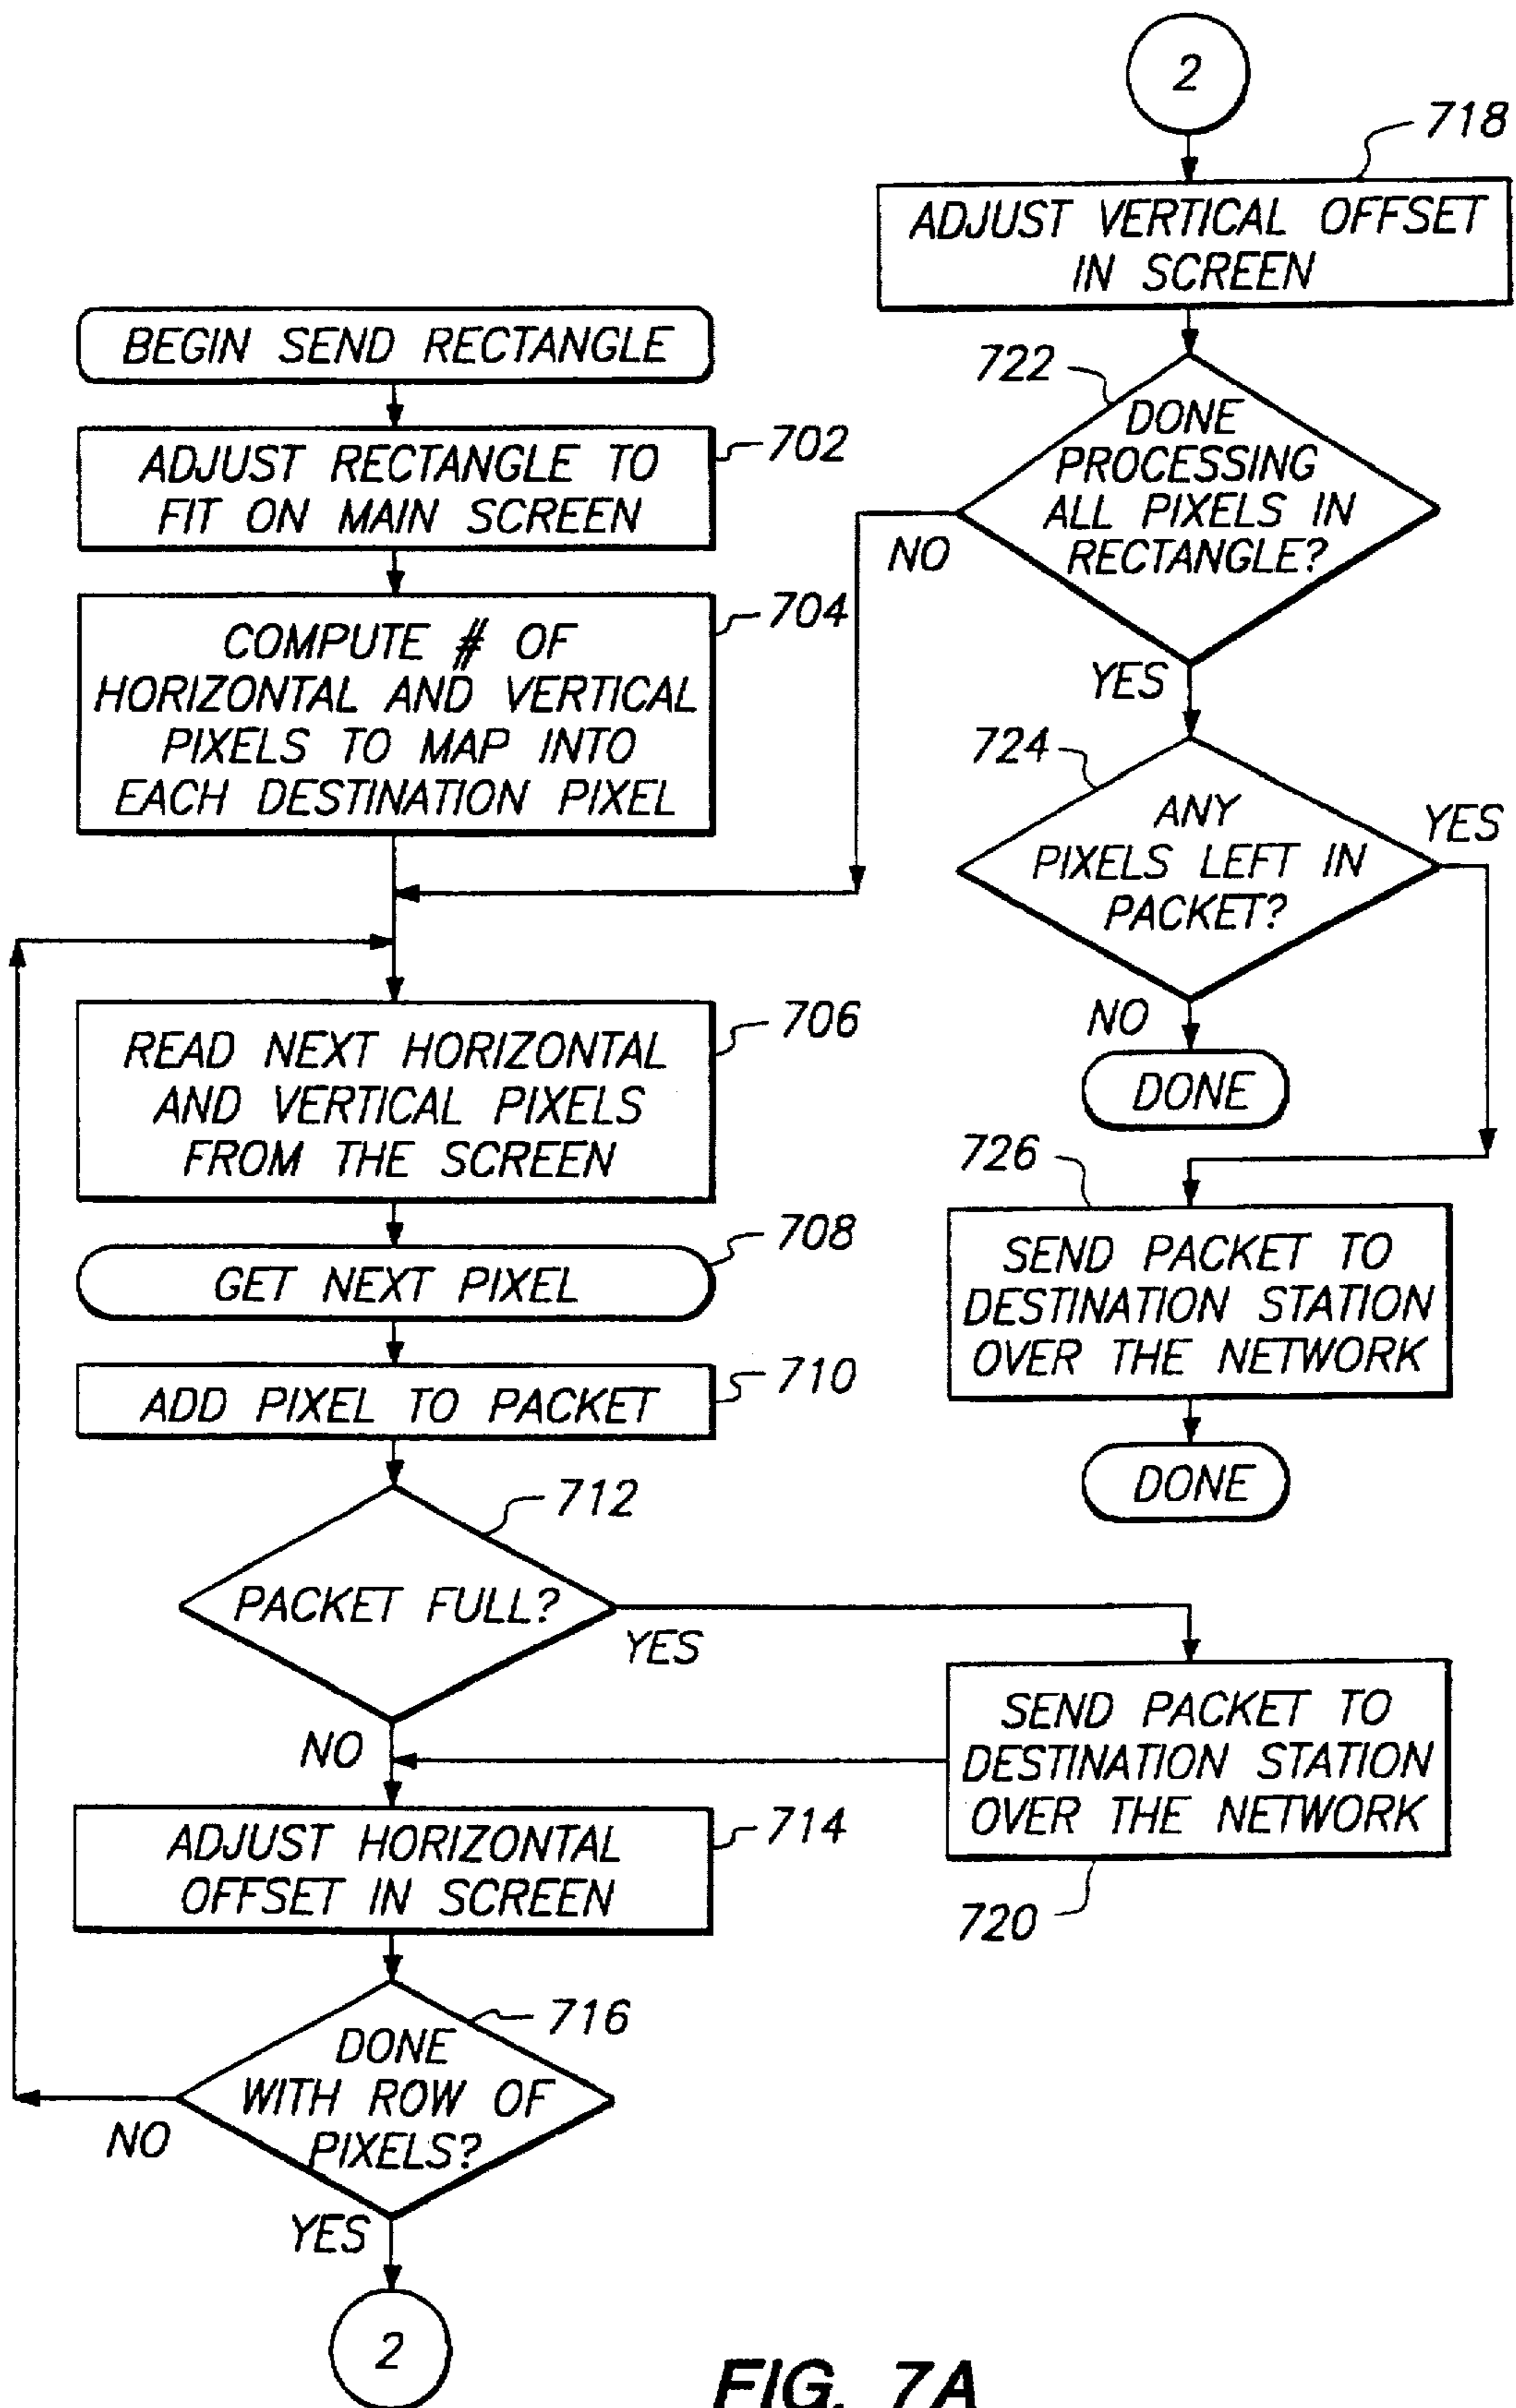 BEGIN SEND RECTANGLE
702
ADJUST RECTANGLE TO
FIT ON MAIN SCREEN
704
COMPUTE # OF
HORIZONTAL AND VERTICAL
PIXELS TO MAP INTO
EACH DESTINATION PIXEL
706
READ NEXT HORIZONTAL
AND VERTICAL PIXELS
FROM THE SCREEN
708
GET NEXT PIXEL
710
ADD PIXEL TO PACKET
712
PACKET FULL?
YES
NO
714
ADJUST HORIZONTAL
OFFSET IN SCREEN
716
DONE
WITH ROW OF
PIXELS?
NO
YES
2
2
718
ADJUST VERTICAL OFFSET
IN SCREEN
722
DONE
PROCESSING
ALL PIXELS IN
RECTANGLE?
NO
YES
724
ANY
PIXELS LEFT IN
PACKET?
YES
NO
DONE
726
SEND PACKET TO
DESTINATION STATION
OVER THE NETWORK
DONE
SEND PACKET TO
DESTINATION STATION
OVER THE NETWORK
720
FIG. 7A